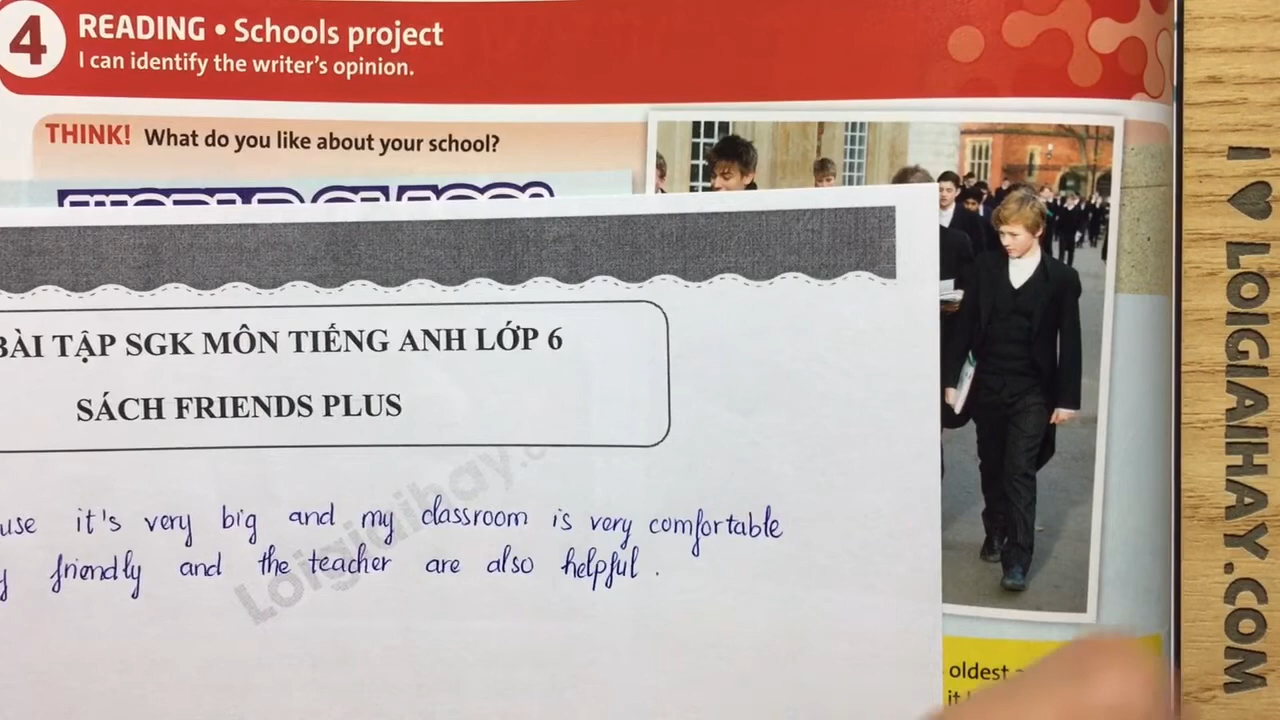 4
READING • Schools project
I can identify the writer's opinion.
THINK! What do you like about your school?
BÀI TẬP SGK MÔN TIẾNG ANH LỚP 6
SÁCH FRIENDS PLUS
use it's very big and my classroom is very comfortable
friendly and the teacher are also helpful.
Loigiaihay.c
oldest
it
I ♥ LOIGIAIHAY.COM